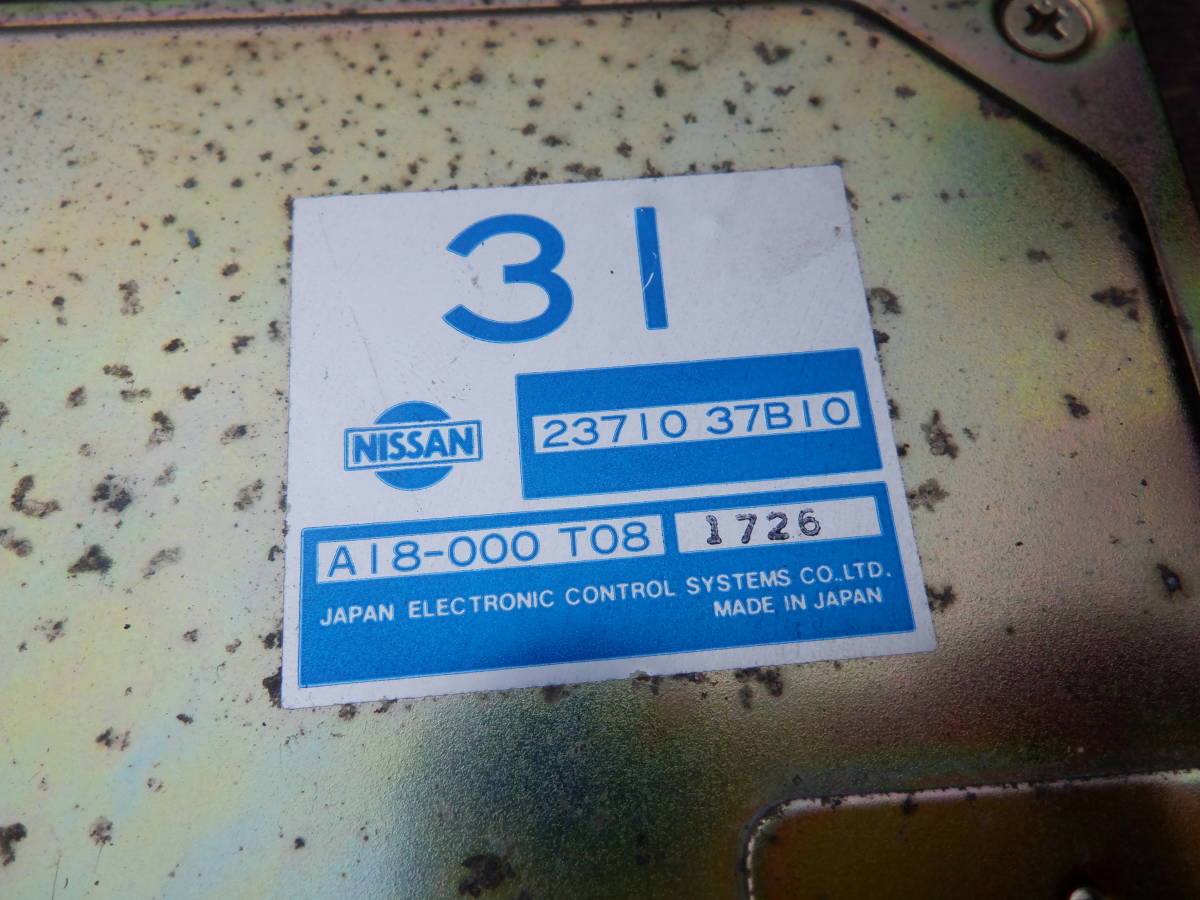 31
NISSAN
23710 37B10
A18-000 T08 1726
JAPAN ELECTRONIC CONTROL SYSTEMS CO.,LTD.
MADE IN JAPAN